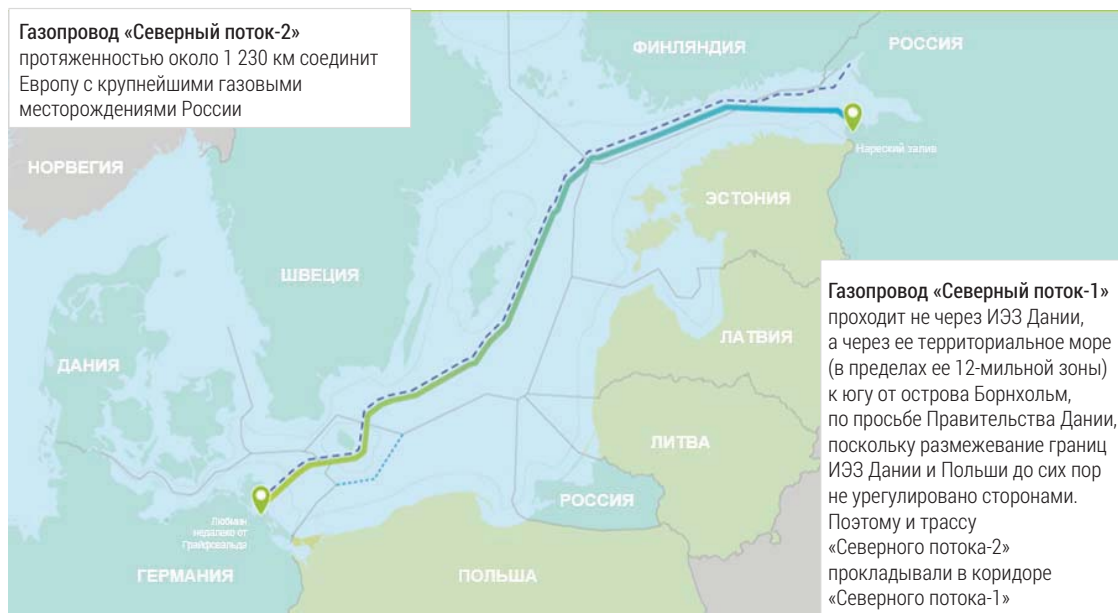 Газопровод «Северный поток-2»
протяженностью около 1 230 км соединит
Европу с крупнейшими газовыми
месторождениями России
ФИНЛЯНДИЯ
РОССИЯ
НОРВЕГИЯ
Нарвский залив
ЭСТОНИЯ
ШВЕЦИЯ
Газопровод «Северный поток-1»
проходит не через ИЭЗ Дании,
а через ее территориальное море
(в пределах ее 12-мильной зоны)
к югу от острова Борнхольм,
по просьбе Правительства Дании,
поскольку размежевание границ
ИЭЗ Дании и Польши до сих пор
не урегулировано сторонами.
Поэтому и трассу
«Северного потока-2»
прокладывали в коридоре
«Северного потока-1»
ЛАТВИЯ
ДАНИЯ
ЛИТВА
РОССИЯ
Любмин
недалеко от
Грайфсвальда
ГЕРМАНИЯ
ПОЛЬША